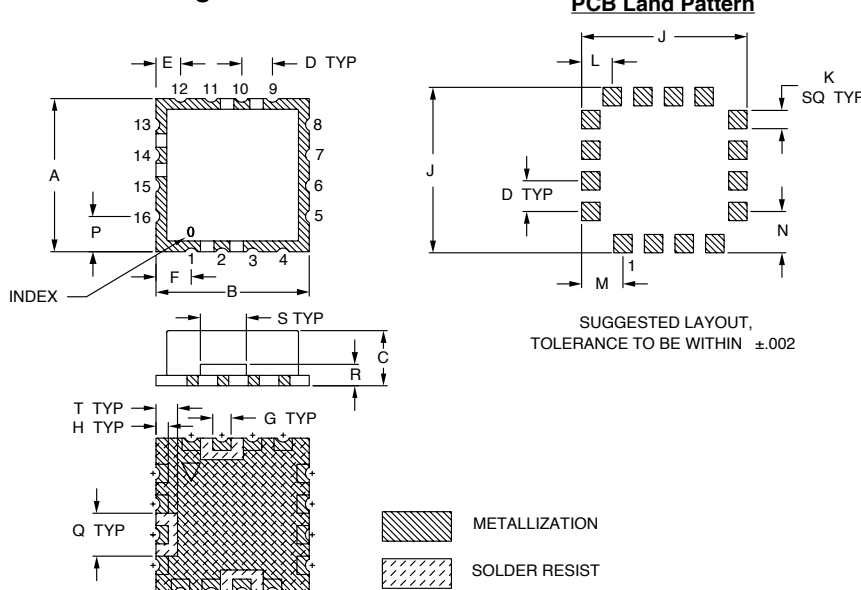 PCB Land Pattern
E
D TYP
12 11 10 9
13
14
15
16
8
7
6
5
A
P
0
1 2 3 4
F
B
INDEX
S TYP
C
R
T TYP
H TYP
G TYP
Q TYP
J
L
K
SQ TYP
J
D TYP
N
1
M
SUGGESTED LAYOUT,
TOLERANCE TO BE WITHIN ±.002
METALLIZATION
SOLDER RESIST